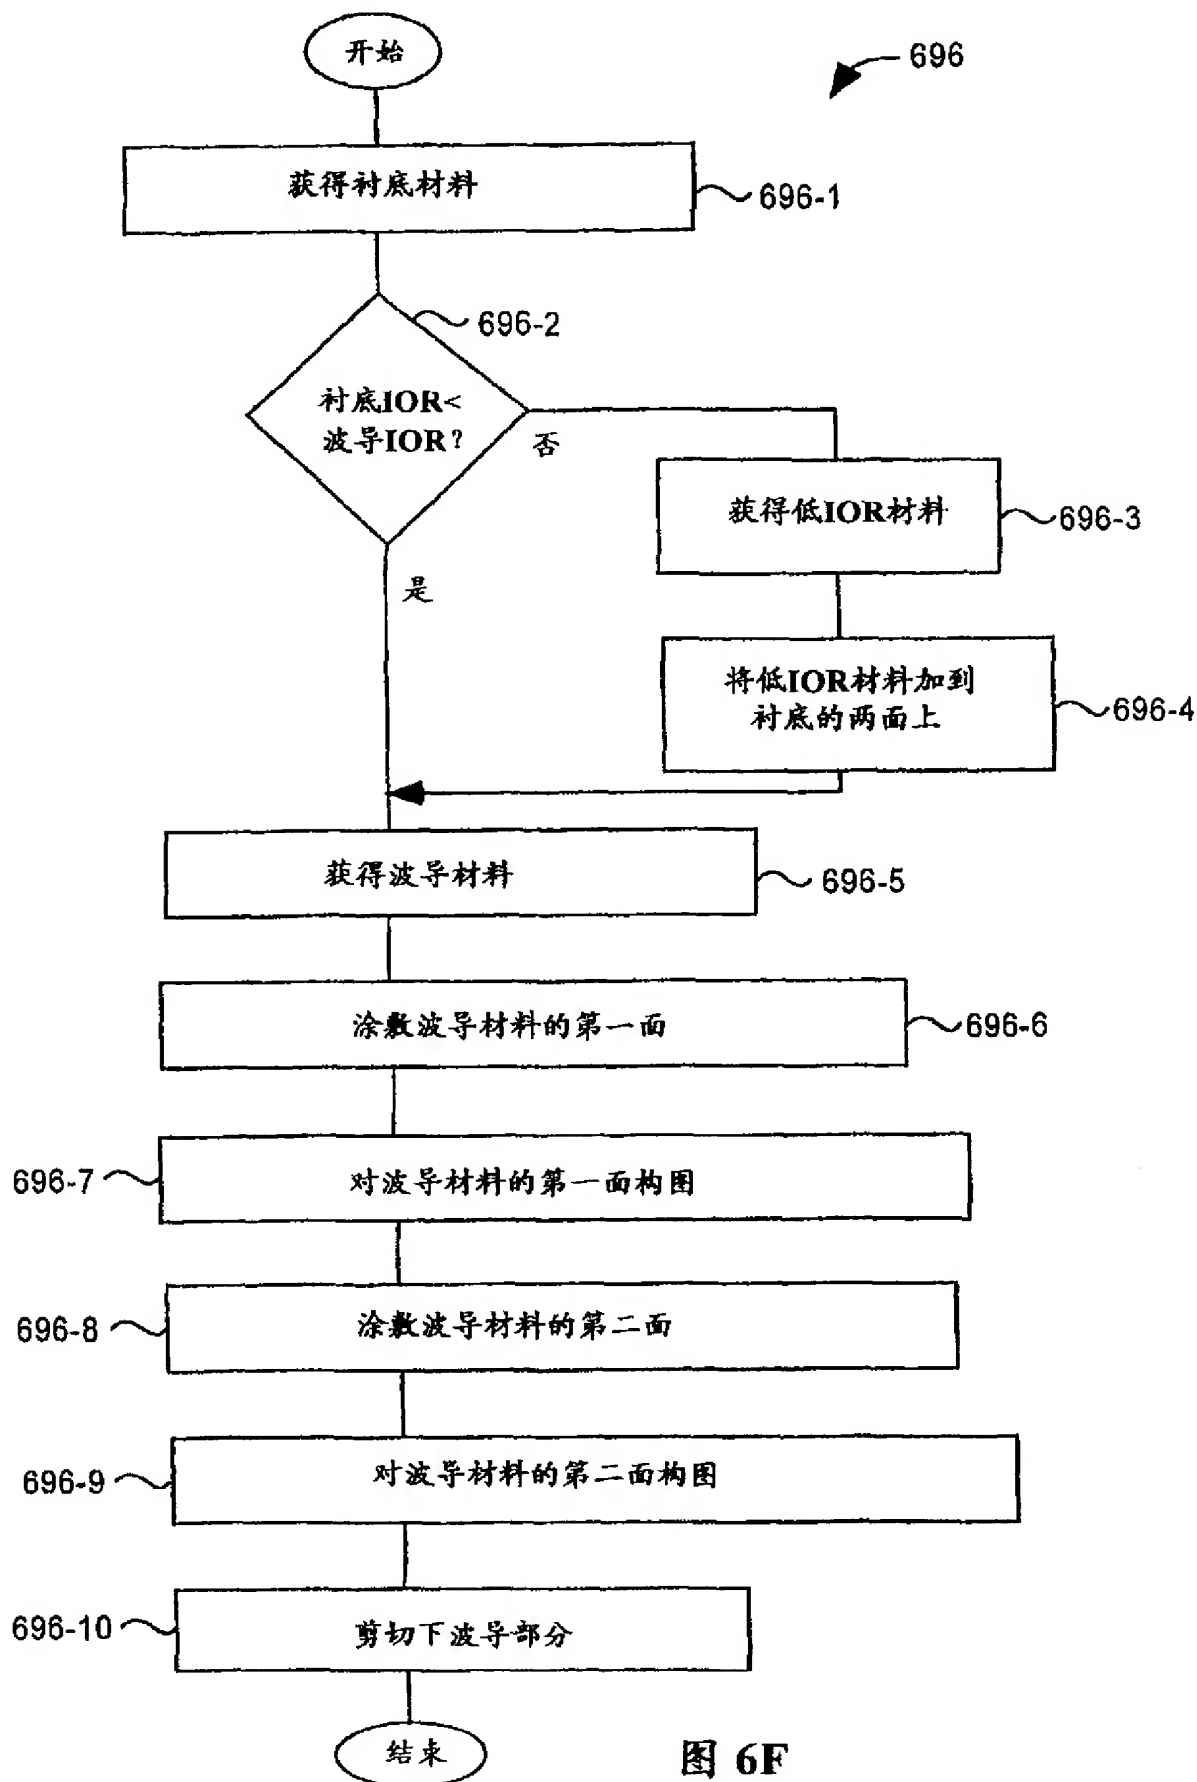 开始
696
获得衬底材料
696-1
696-2
衬底IOR<
波导IOR？
否
是
获得低IOR材料
696-3
将低IOR材料加到
衬底的两面上
696-4
获得波导材料
696-5
涂敷波导材料的第一面
696-6
696-7
对波导材料的第一面构图
696-8
涂敷波导材料的第二面
696-9
对波导材料的第二面构图
696-10
剪切下波导部分
结束
图 6F